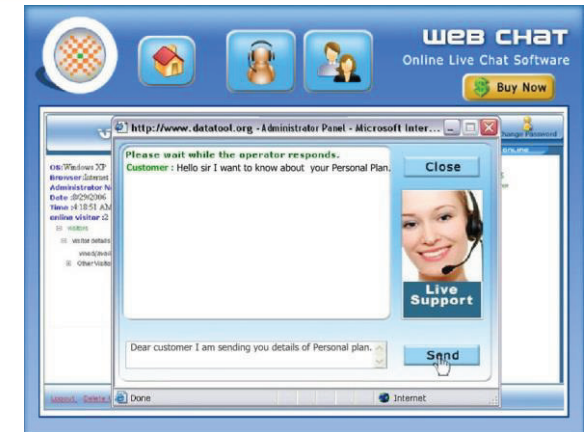 WEB CHAT
Online Live Chat Software
Buy Now
http://www.datatool.org - Administrator Panel - Microsoft Inter...
Change Password
Please wait while the operator responds.
Customer : Hello sir I want to know about your Personal Plan.
Close
OS:Windows XP
Browser:Internet
Administrator N
Date :8/29/2006
Time :4:18:51 AM
online visitor :2
visitors
visitor details
Other Visito
Live
Support
Dear customer I am sending you details of Personal plan.
Send
Logout
Delete
Done
Internet